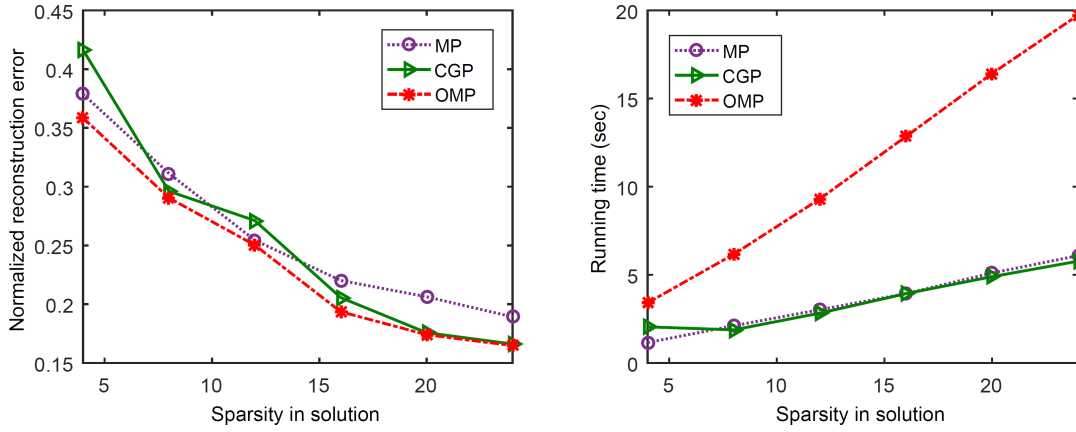 Normalized reconstruction error
0.45
0.4
0.35
0.3
0.25
0.2
0.15
MP
CGP
OMP
5
10
15
20
Sparsity in solution
Running time (sec)
20
15
10
5
0
MP
CGP
OMP
5
10
15
20
Sparsity in solution